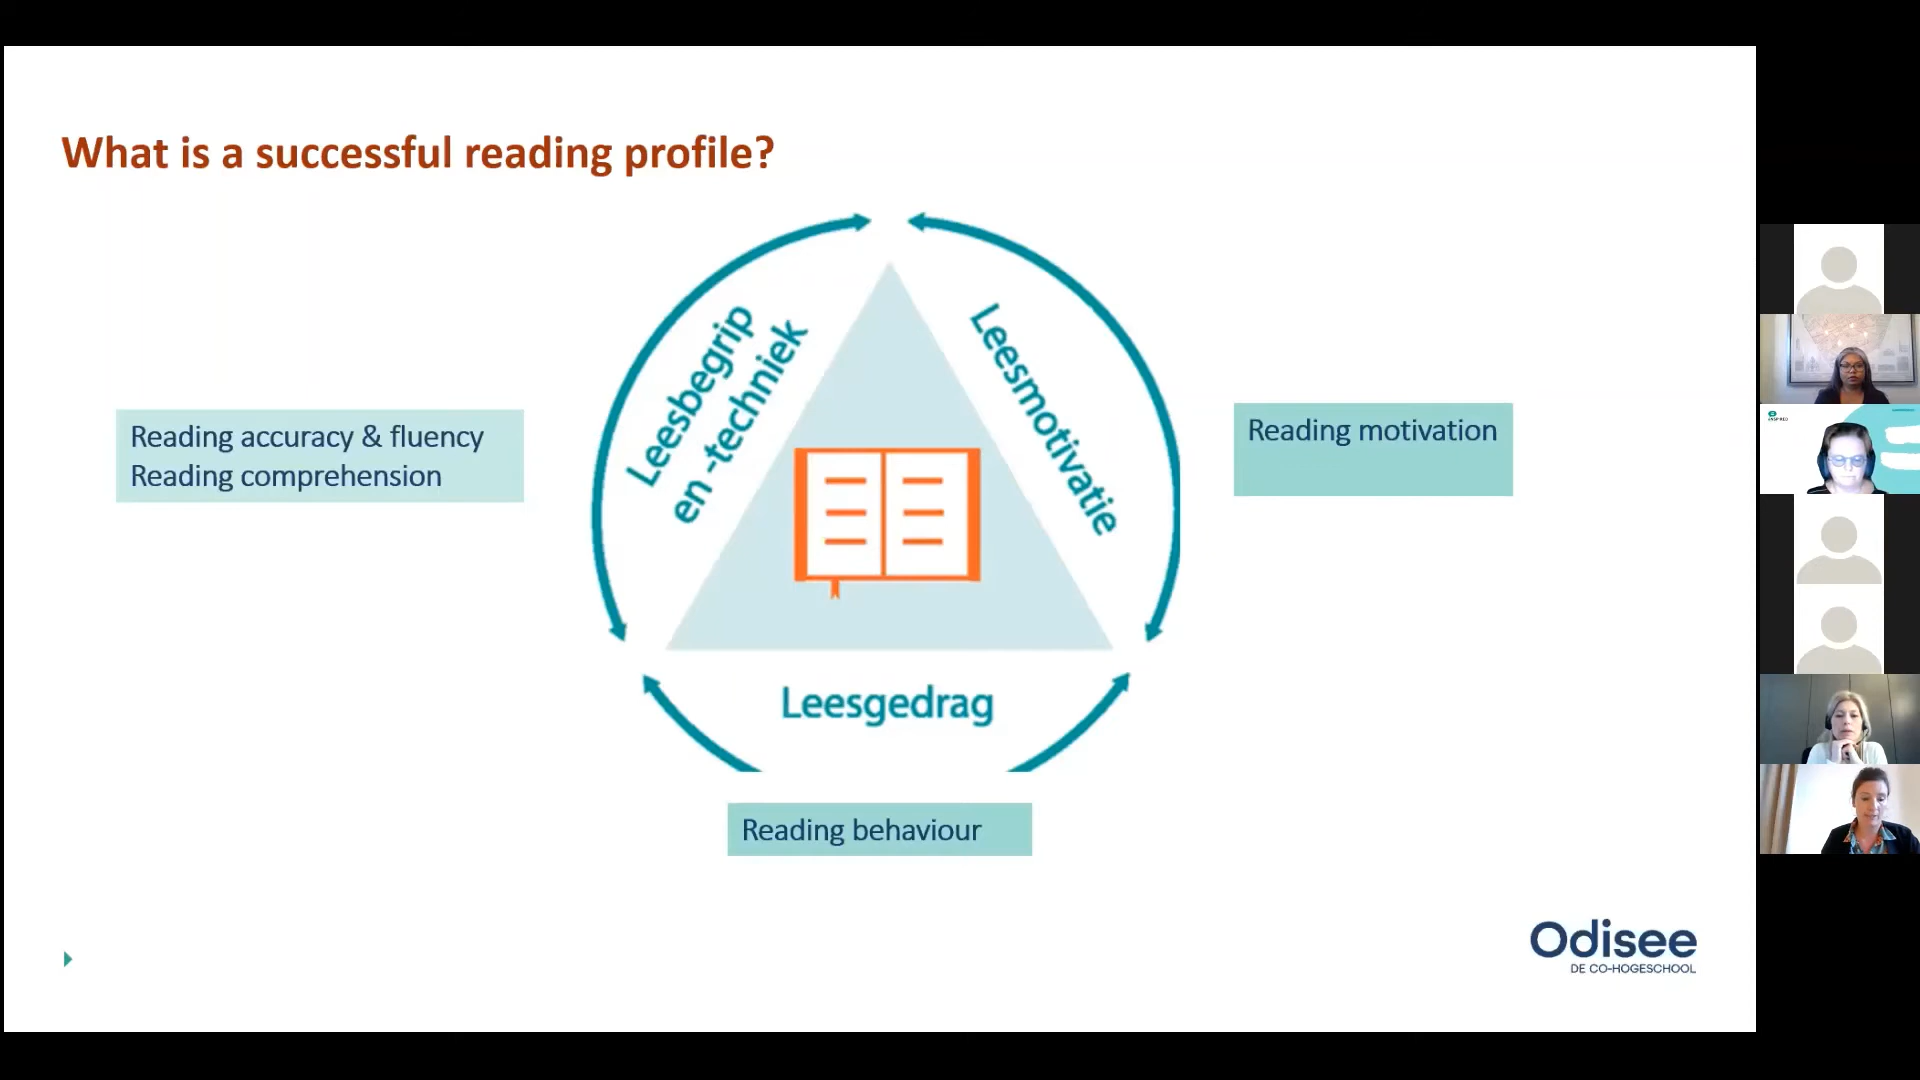 What is a successful reading profile?
Leesbegrip
en -techniek
Leesmotivatie
Reading accuracy & fluency
Reading comprehension
Reading motivation
Leesgedrag
Reading behaviour
Odisee
DE CO-HOGESCHOOL